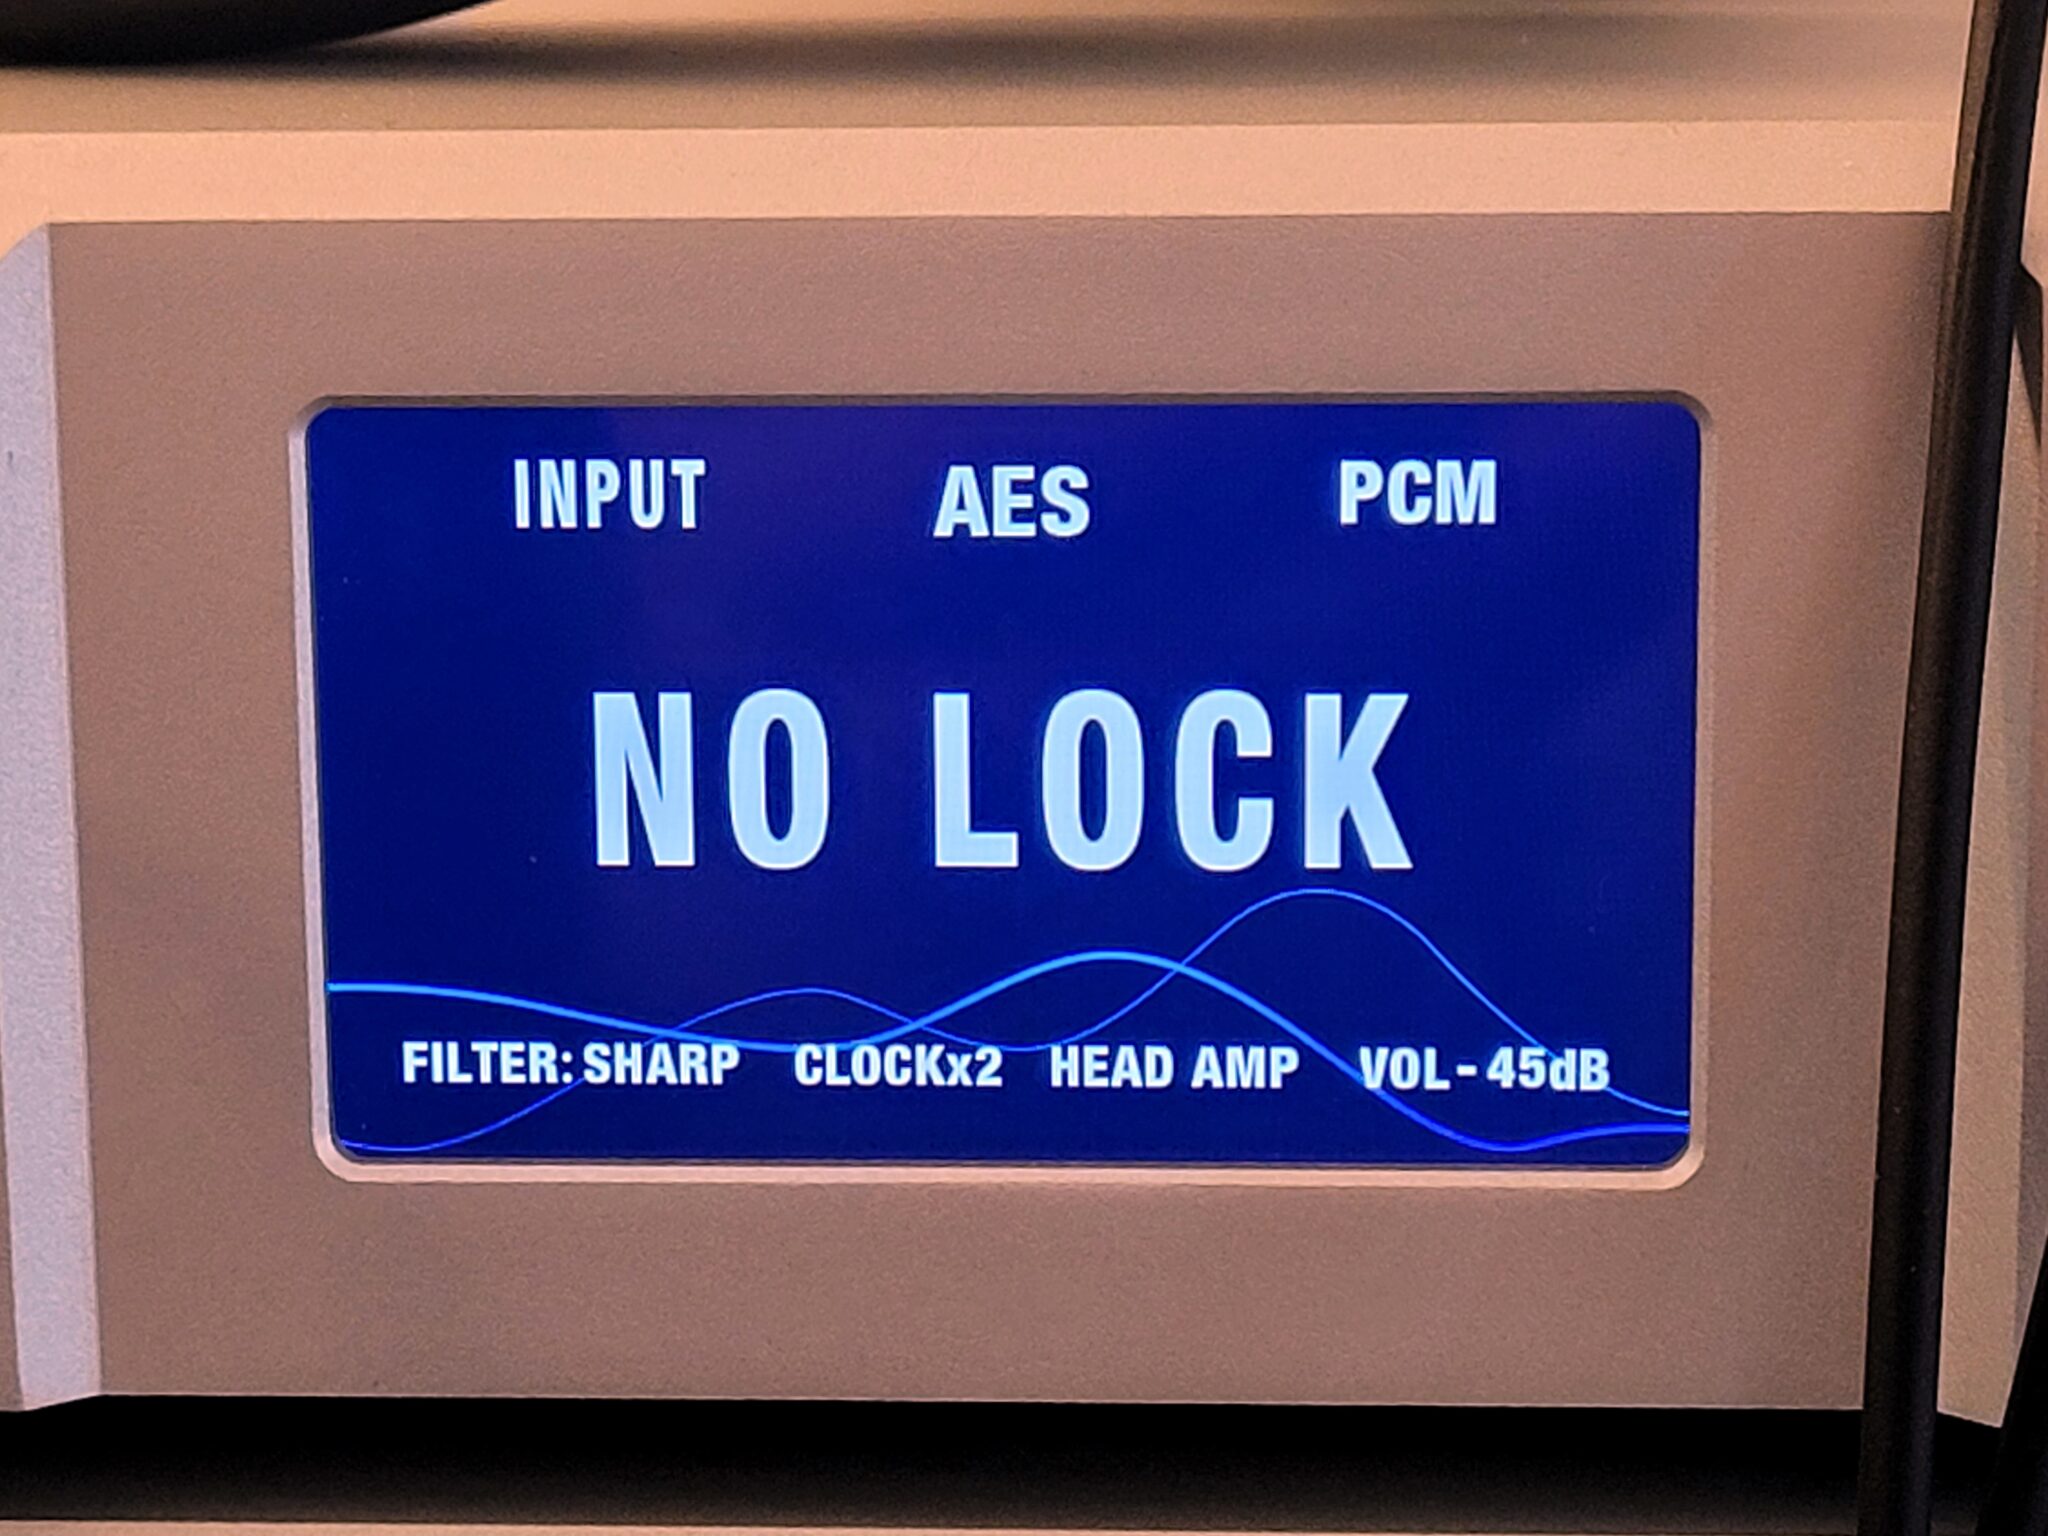 INPUT AES PCM
NO LOCK
FILTER: SHARP CLOCKx2 HEAD AMP VOL - 45dB